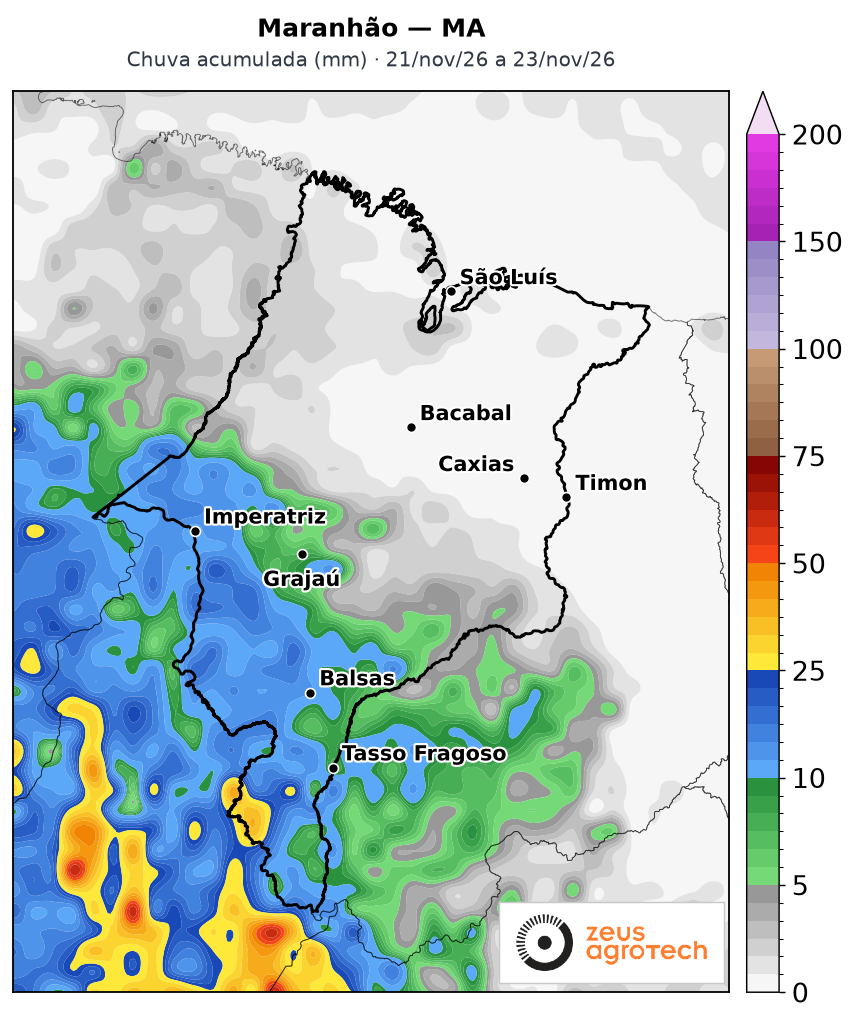 Maranhão — MA
Chuva acumulada (mm) · 21/nov/26 a 23/nov/26
200
150
100
75
50
25
10
5
0
São Luís
Bacabal
Caxias
Timon
Imperatriz
Grajaú
Balsas
Tasso Fragoso
zeus
agrotech